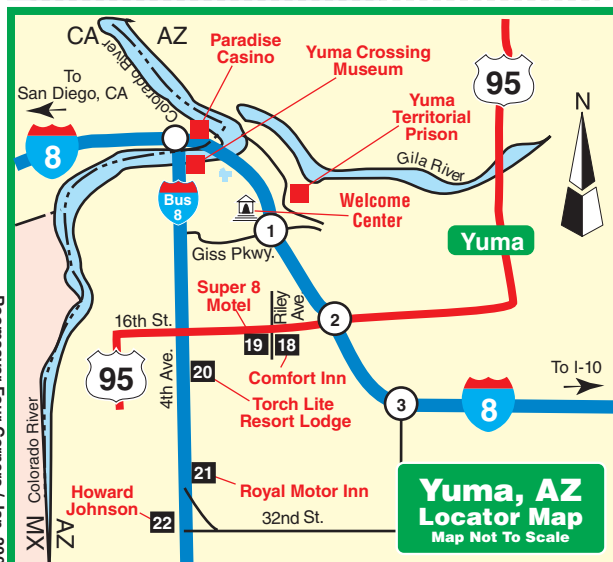 CA
AZ
Paradise
Casino
Yuma Crossing
Museum
95
To
San Diego, CA
Colorado River
Yuma
Territorial
Prison
N
8
Gila River
Bus
8
Welcome
Center
1
Yuma
Giss Pkwy.
Super 8
Motel
Riley
Ave
16th St.
2
19
18
95
4th Ave.
20
Comfort Inn
To I-10
Torch Lite
Resort Lodge
3
8
Colorado River
21
Royal Motor Inn
Howard
Johnson
22
32nd St.
MX
AZ
Yuma, AZ
Locator Map
Map Not To Scale